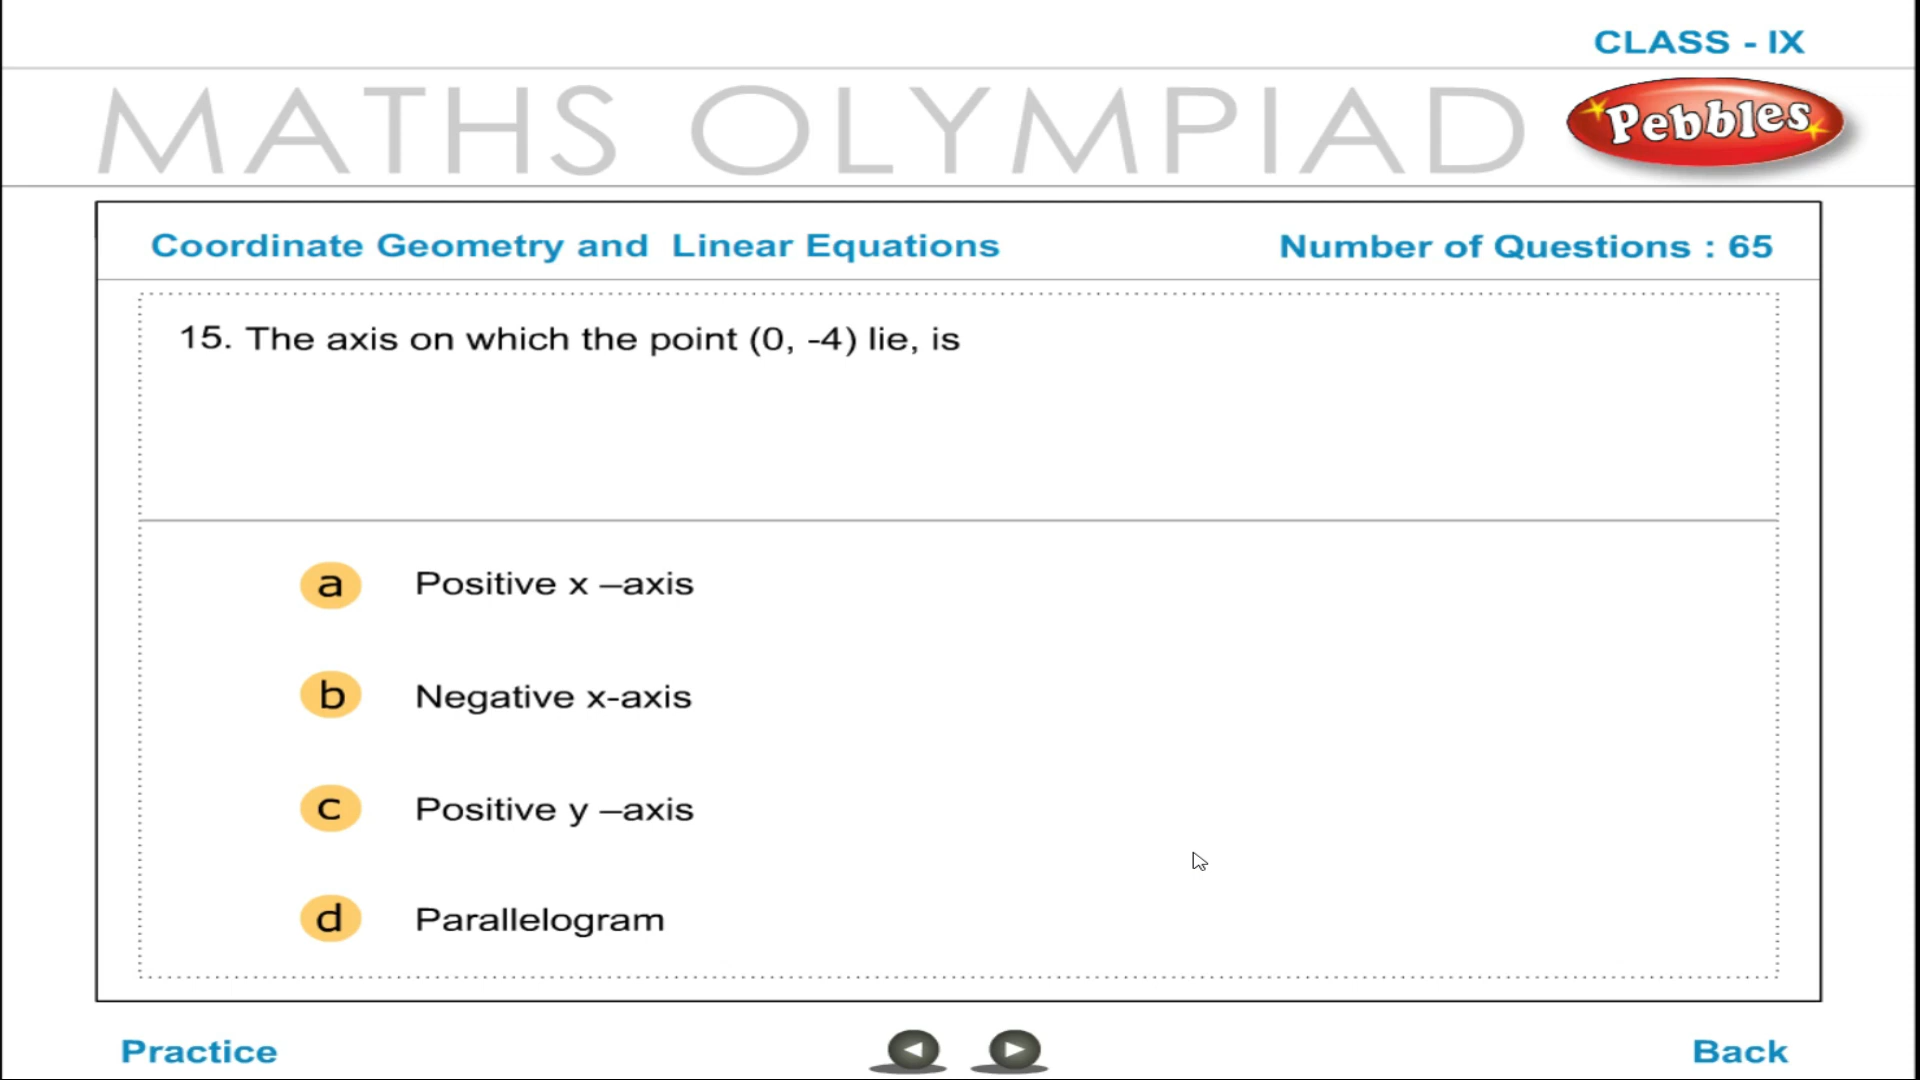 CLASS - IX
MATHS OLYMPIAD
Pebbles
Coordinate Geometry and Linear Equations
Number of Questions : 65
15. The axis on which the point (0, -4) lie, is
a Positive x –axis
b Negative x-axis
c Positive y –axis
d Parallelogram
Practice
Back